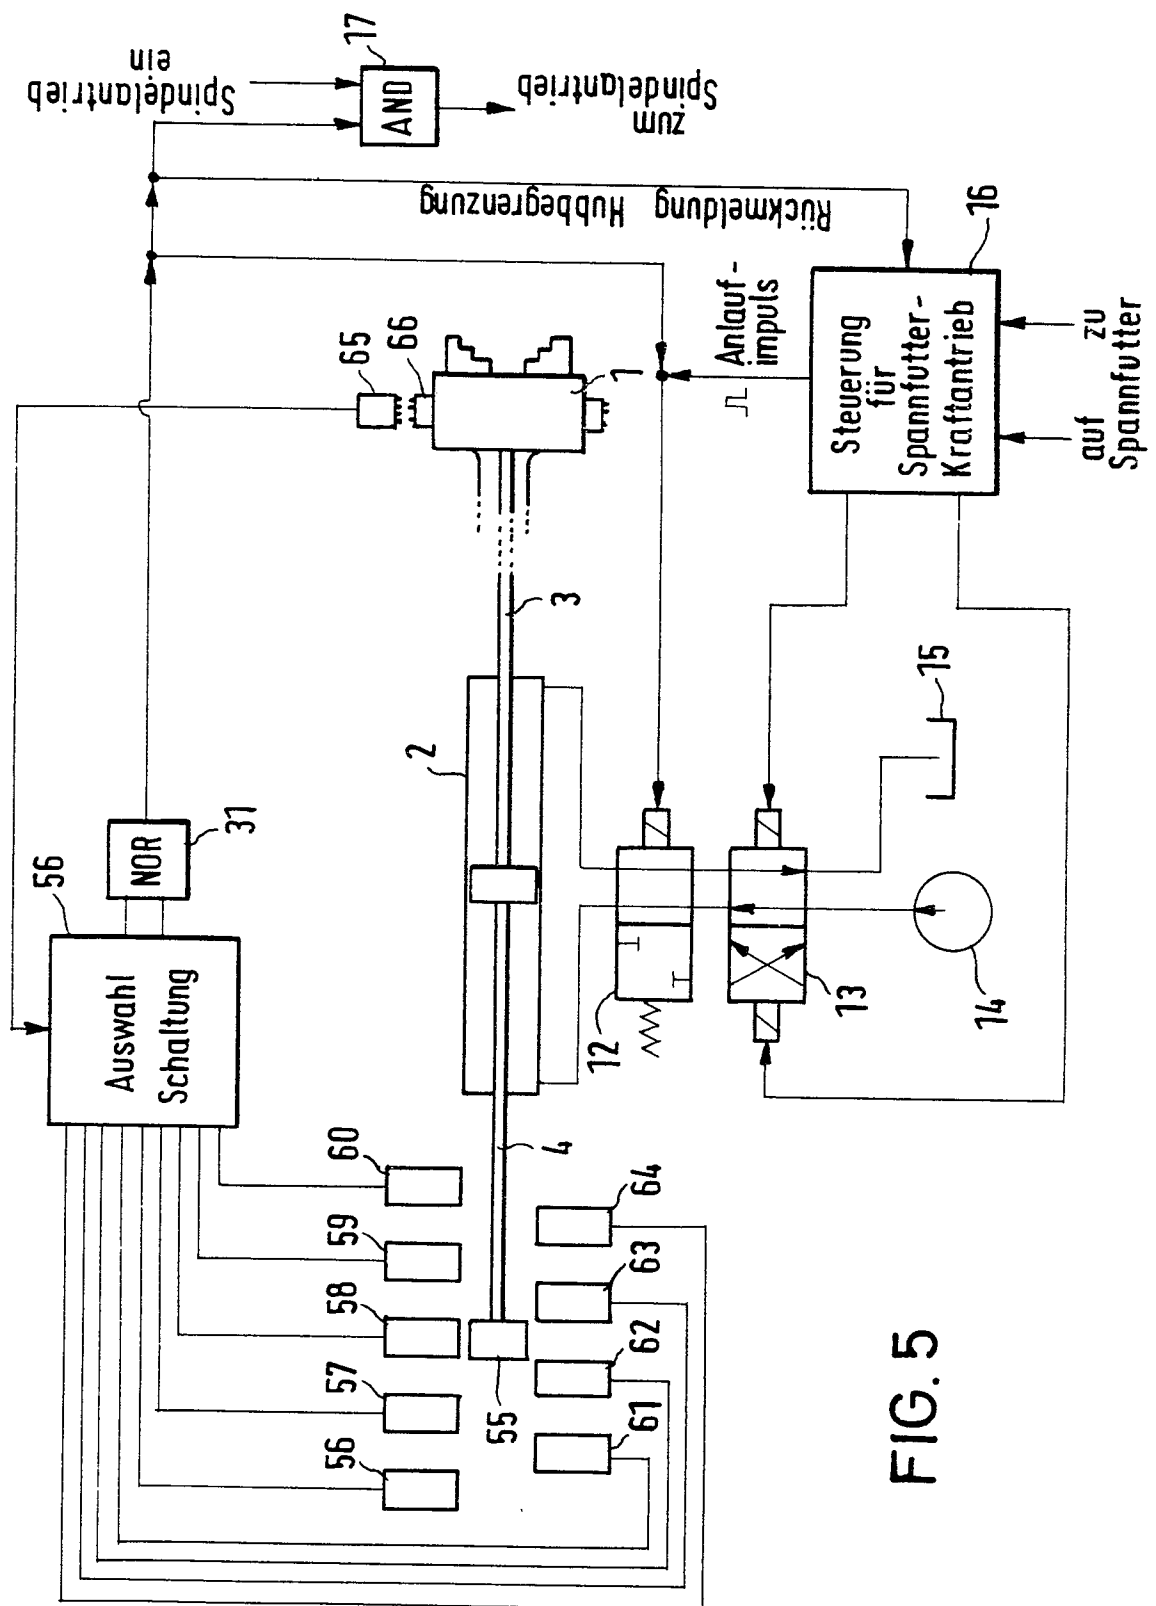 Spindelantrieb
ein
17
AND
zum
Spindelantrieb
Rückmeldung Hubbegrenzung
16
Anlauf-
impuls
Steuerung
für
Spannfutter-
Kraftantrieb
zu
auf
Spannfutter
65
66
1
3
2
15
31
NOR
56
Auswahl
Schaltung
12
13
14
4
60
59
58
57
56
55
64
63
62
61
FIG. 5